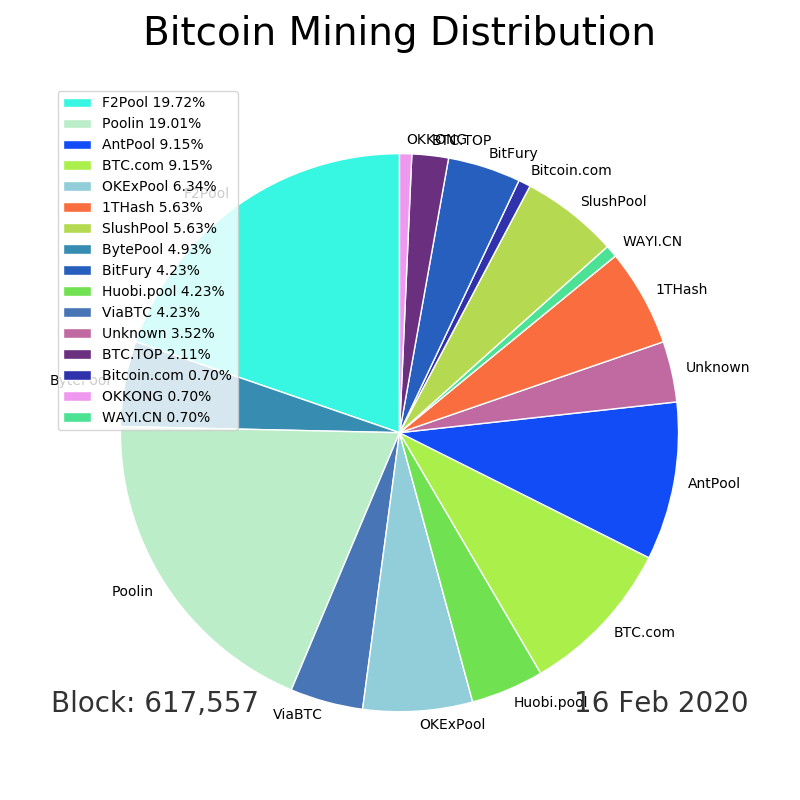 Bitcoin Mining Distribution
F2Pool 19.72%
Poolin 19.01%
AntPool 9.15%
BTC.com 9.15%
OKExPool 6.34%
1THash 5.63%
SlushPool 5.63%
BytePool 4.93%
BitFury 4.23%
Huobi.pool 4.23%
ViaBTC 4.23%
Unknown 3.52%
BTC.TOP 2.11%
Bitcoin.com 0.70%
OKKONG 0.70%
WAYI.CN 0.70%
OKKONG
BTC.TOP
BitFury
Bitcoin.com
SlushPool
WAYI.CN
1THash
Unknown
AntPool
BTC.com
Huobi.pool
OKExPool
ViaBTC
Poolin
BytePool
F2Pool
Block: 617,557
16 Feb 2020